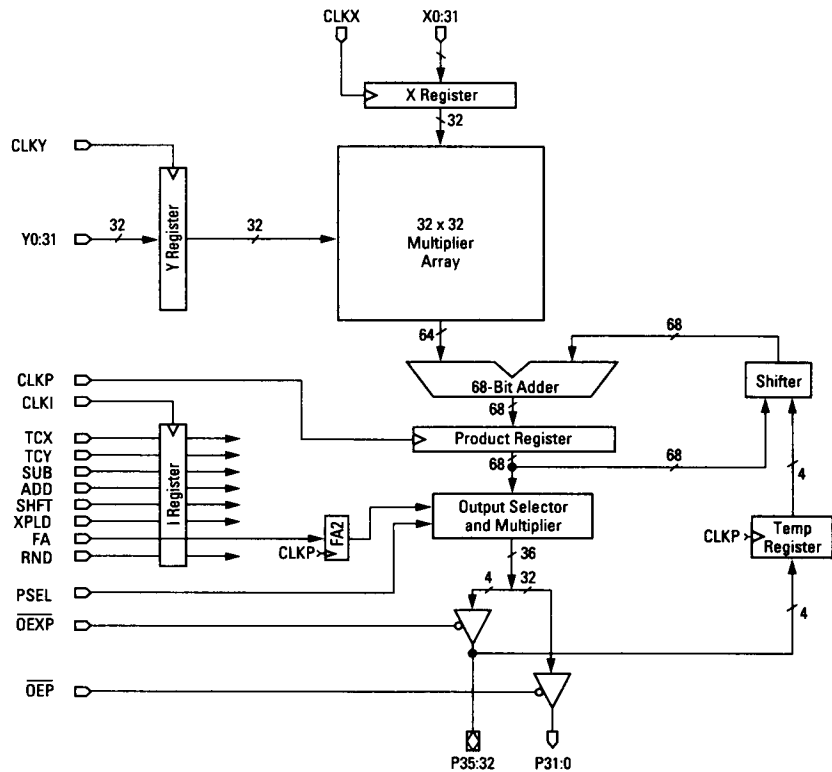 CLKX X0:31
X Register
32
CLKY
Y0:31
32
Y Register
32
32 x 32
Multiplier
Array
64
68
68-Bit Adder
Shifter
CLKP
CLKI
68
Product Register
68
68
4
TCX
TCY
SUB
ADD
SHFT
XPLD
FA
RND
I Register
CLKP
FA2
Output Selector
and Multiplier
CLKP
Temp
Register
36
PSEL
4
32
4
OEXP
OEP
P35:32
P31:0